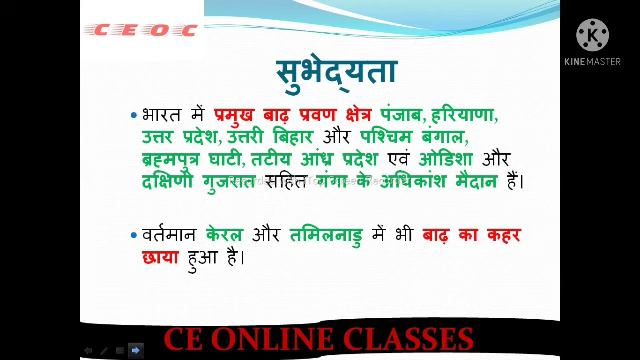 CEOC
KINEMASTER
सुभेद्यता
• भारत में प्रमुख बाढ़ प्रवण क्षेत्र पंजाब, हरियाणा,
उत्तर प्रदेश, उत्तरी बिहार और पश्चिम बंगाल,
ब्रह्मपुत्र घाटी, तटीय आंध्र प्रदेश एवं ओडिशा और
दक्षिणी गुजरात सहित गंगा के अधिकांश मैदान हैं।
• वर्तमान केरल और तमिलनाडु में भी बाढ़ का कहर
छाया हुआ है।
CE ONLINE CLASSES